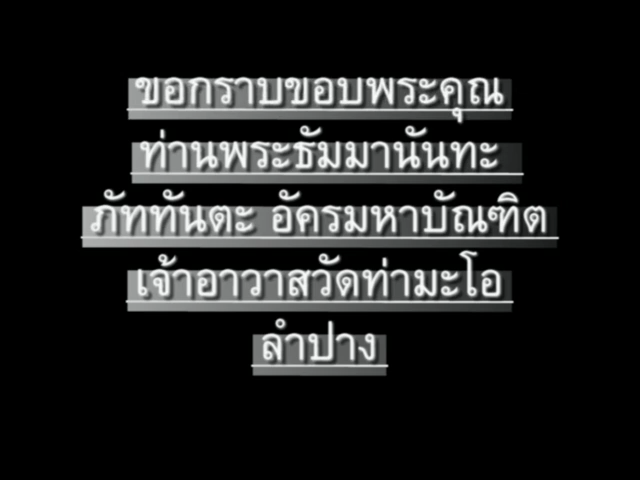 ขอกราบขอบพระคุณ
ท่านพระธัมมานันทะ
ภัททันตะ อัครมหาบัณฑิต
เจ้าอาวาสวัดท่ามะโอ
ลำปาง